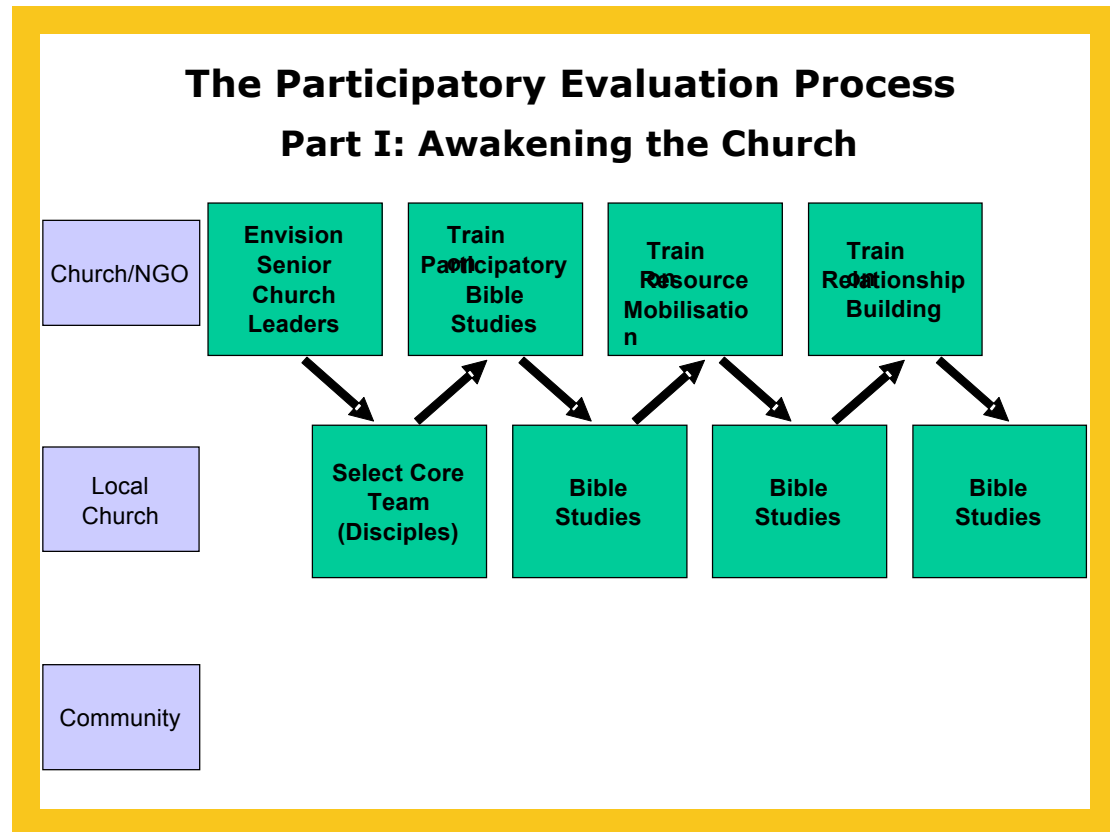 The Participatory Evaluation Process
Part I: Awakening the Church
Church/NGO
Envision
Senior
Church
Leaders
Train
on
Participatory
Bible
Studies
Train
on
Resource
Mobilisatio
n
Train
on
Relationship
Building
Local
Church
Select Core
Team
(Disciples)
Bible
Studies
Bible
Studies
Bible
Studies
Community